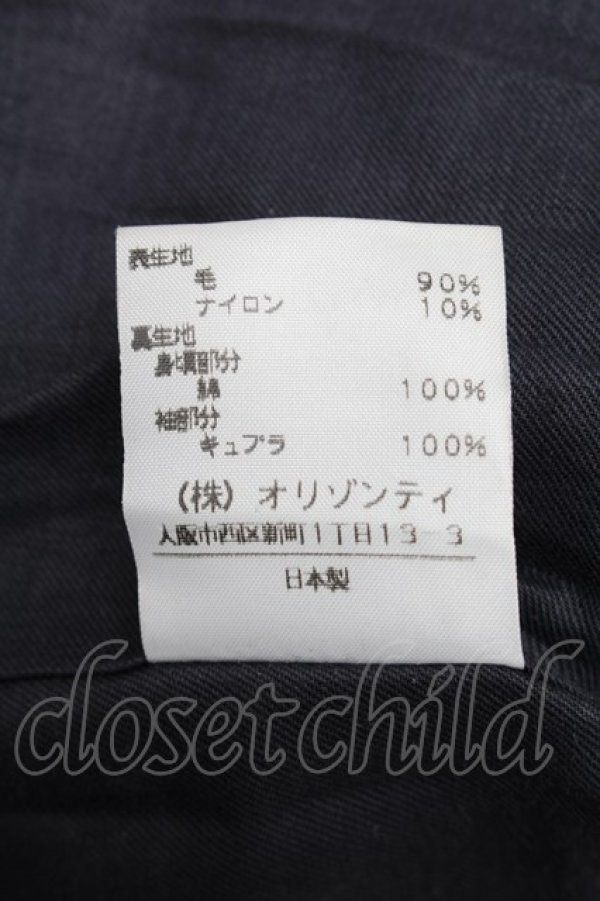 表生地
毛 90%
ナイロン 10%
裏生地
身頃部分
綿 100%
袖部分
キュプラ 100%
(株) オリゾンティ
大阪市西区新町1丁目13-3
日本製
closet child